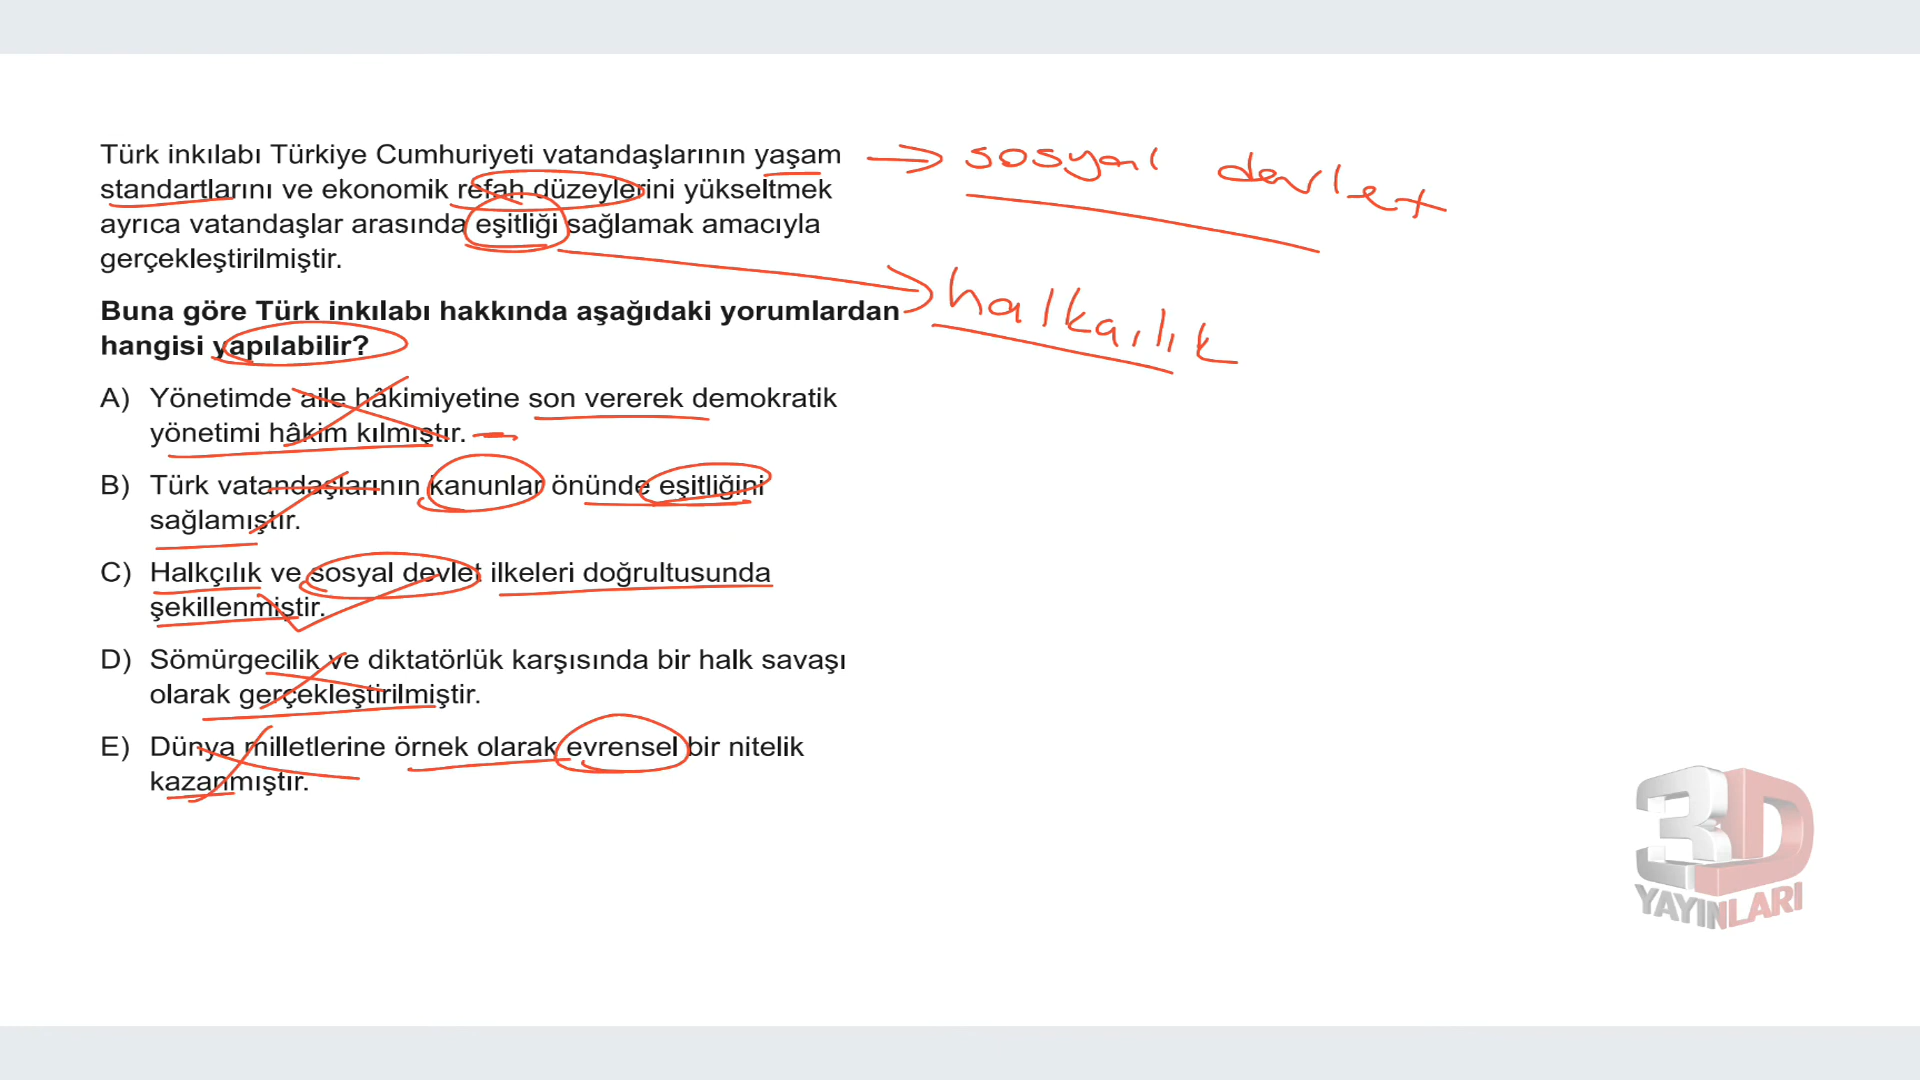 Türk inkılabı Türkiye Cumhuriyeti vatandaşlarının yaşam
standartlarını ve ekonomik refah düzeylerini yükseltmek
ayrıca vatandaşlar arasında eşitliği sağlamak amacıyla
gerçekleştirilmiştir.
sosyal devlet
halkçılık
Buna göre Türk inkılabı hakkında aşağıdaki yorumlardan
hangisi yapılabilir?
A) Yönetimde aile hâkimiyetine son vererek demokratik
yönetimi hâkim kılmıştır.
B) Türk vatandaşlarının kanunlar önünde eşitliğini
sağlamıştır.
C) Halkçılık ve sosyal devlet ilkeleri doğrultusunda
şekillenmiştir.
D) Sömürgecilik ve diktatörlük karşısında bir halk savaşı
olarak gerçekleştirilmiştir.
E) Dünya milletlerine örnek olarak evrensel bir nitelik
kazanmıştır.
3D
YAYINLARI